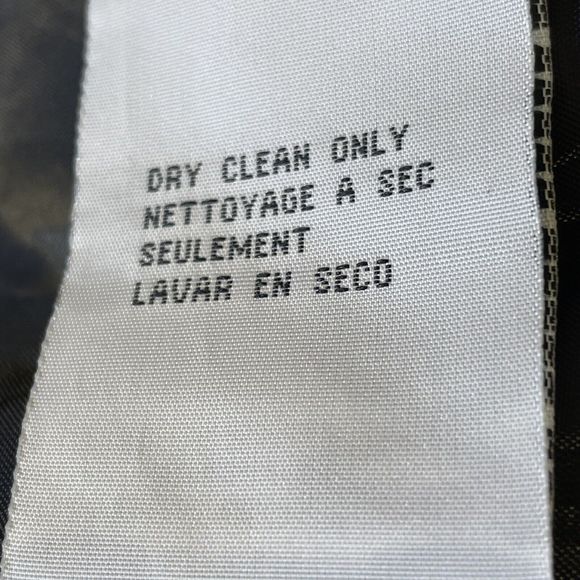 DRY CLEAN ONLY
NETTOYAGE A SEC
SEULEMENT
LAVAR EN SECO